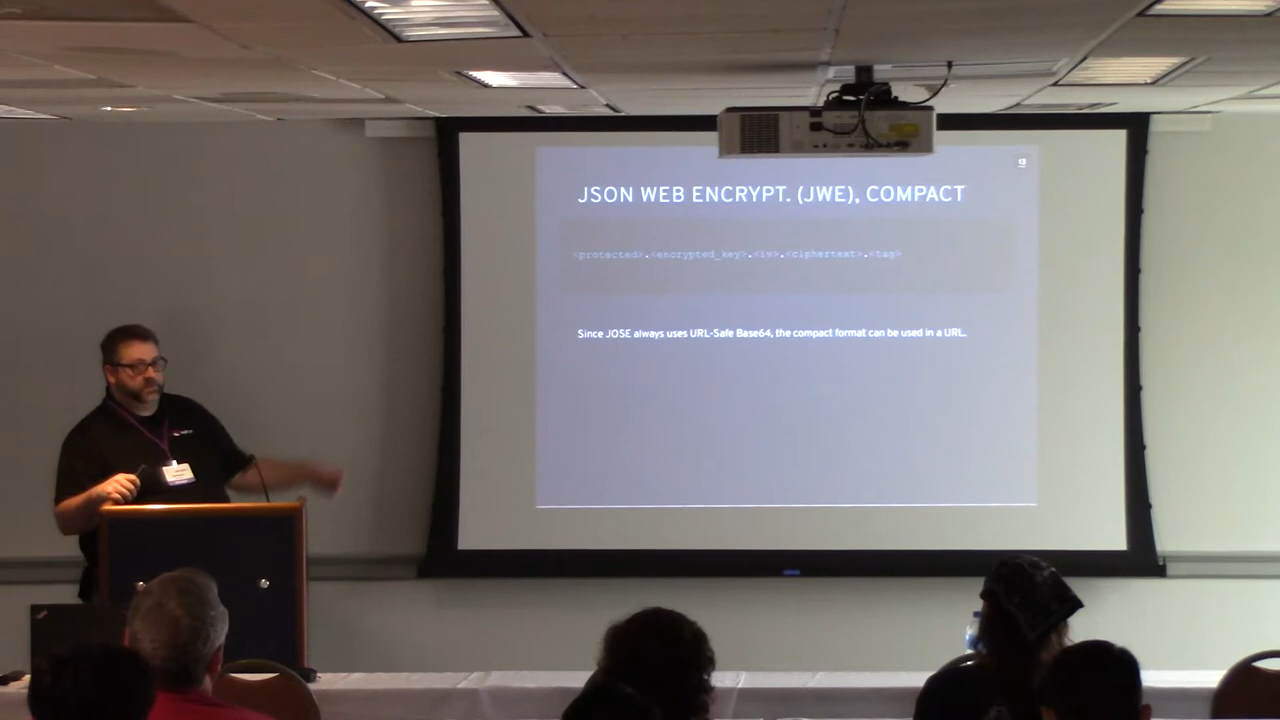 JSON WEB ENCRYPT. (JWE), COMPACT
<protected>.<encrypted_key>.<iv>.<ciphertext>.<tag>
Since JOSE always uses URL-Safe Base64, the compact format can be used in a URL.